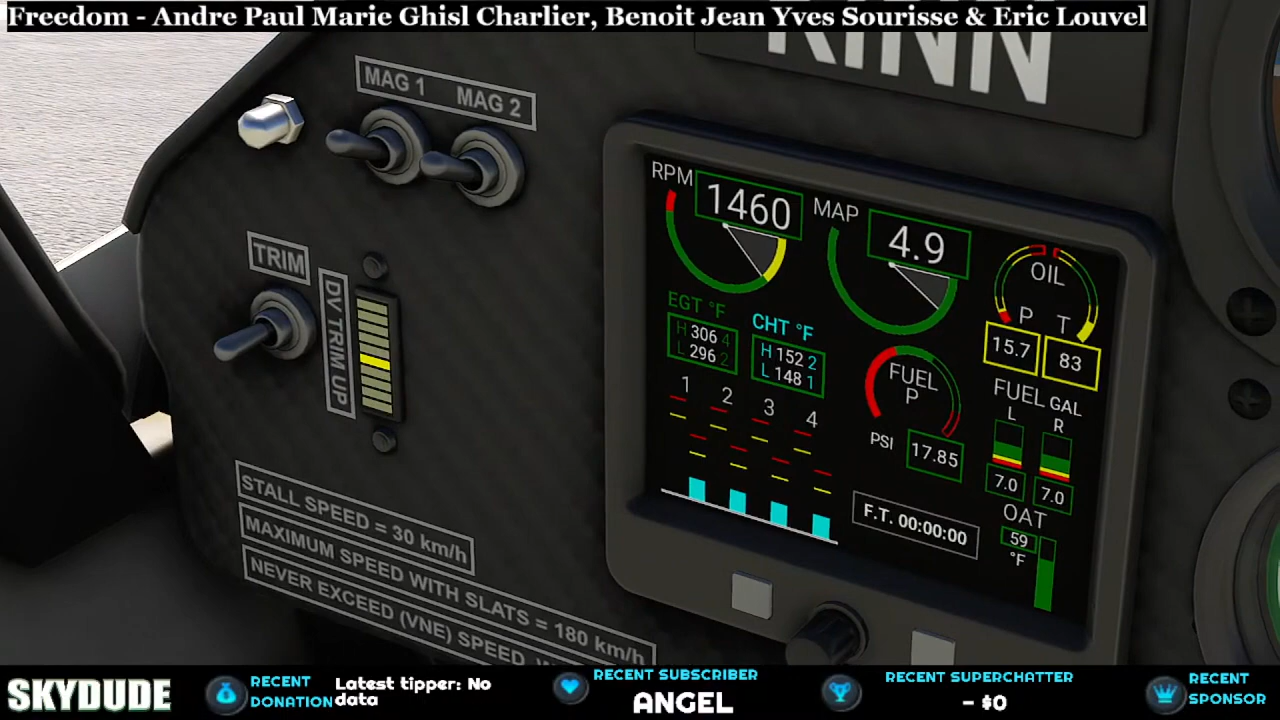 Freedom - Andre Paul Marie Ghisl Charlier, Benoit Jean Yves Sourisse & Eric Louvel
MAG 1 MAG 2
TRIM
DV TRIM UP
STALL SPEED = 30 km/h
MAXIMUM SPEED WITH SLATS = 180 km/h
NEVER EXCEED (VNE) SPEED
RPM 1460
MAP 4.9
OIL
P T
15.7 83
EGT °F
H 306 4
L 296 2
CHT °F
H 152 2
L 148 1
1 2 3 4
FUEL
P
PSI 17.85
FUEL GAL
L R
7.0 7.0
F.T. 00:00:00
OAT
59
°F
SKYDUDE
RECENT
DONATION
Latest tipper: No
data
RECENT SUBSCRIBER
ANGEL
RECENT SUPERCHATTER
- $0
RECENT
SPONSOR